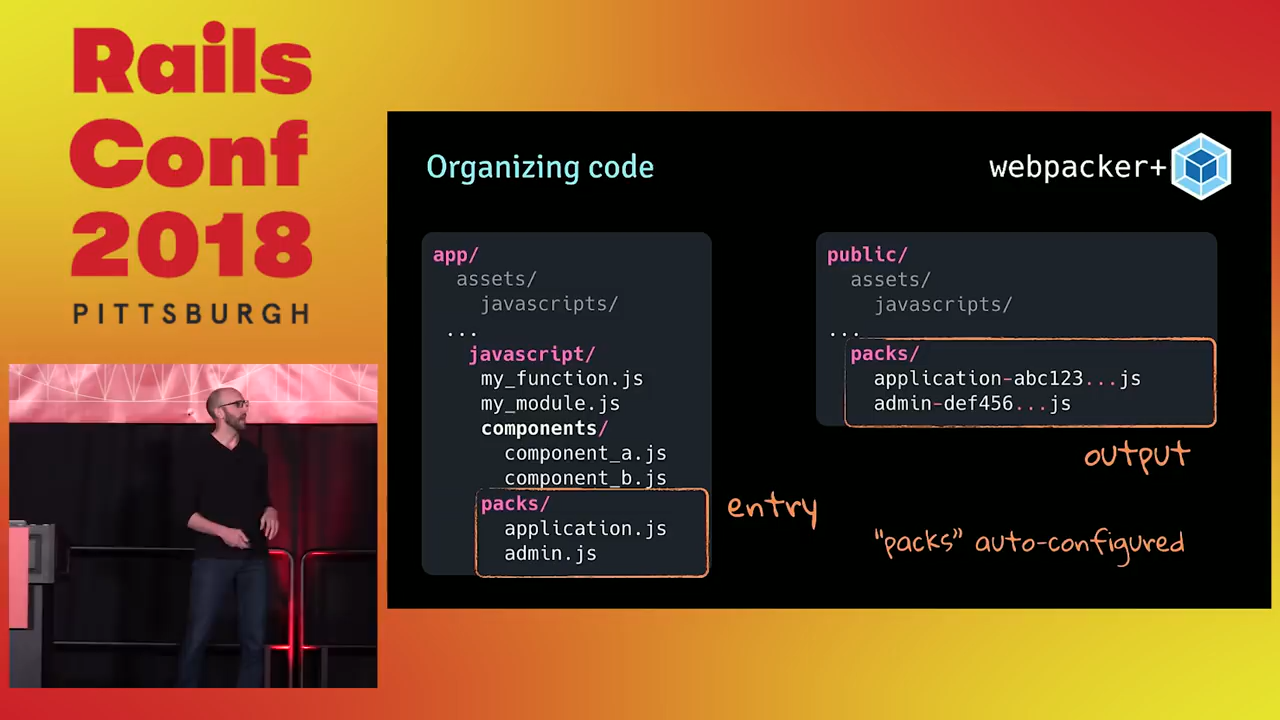 Rails
Conf
2018
PITTSBURGH
Organizing code
webpacker+
app/
assets/
javascripts/
...
javascript/
my_function.js
my_module.js
components/
component_a.js
component_b.js
packs/
application.js
admin.js
entry
public/
assets/
javascripts/
...
packs/
application-abc123...js
admin-def456...js
output
"packs" auto-configured